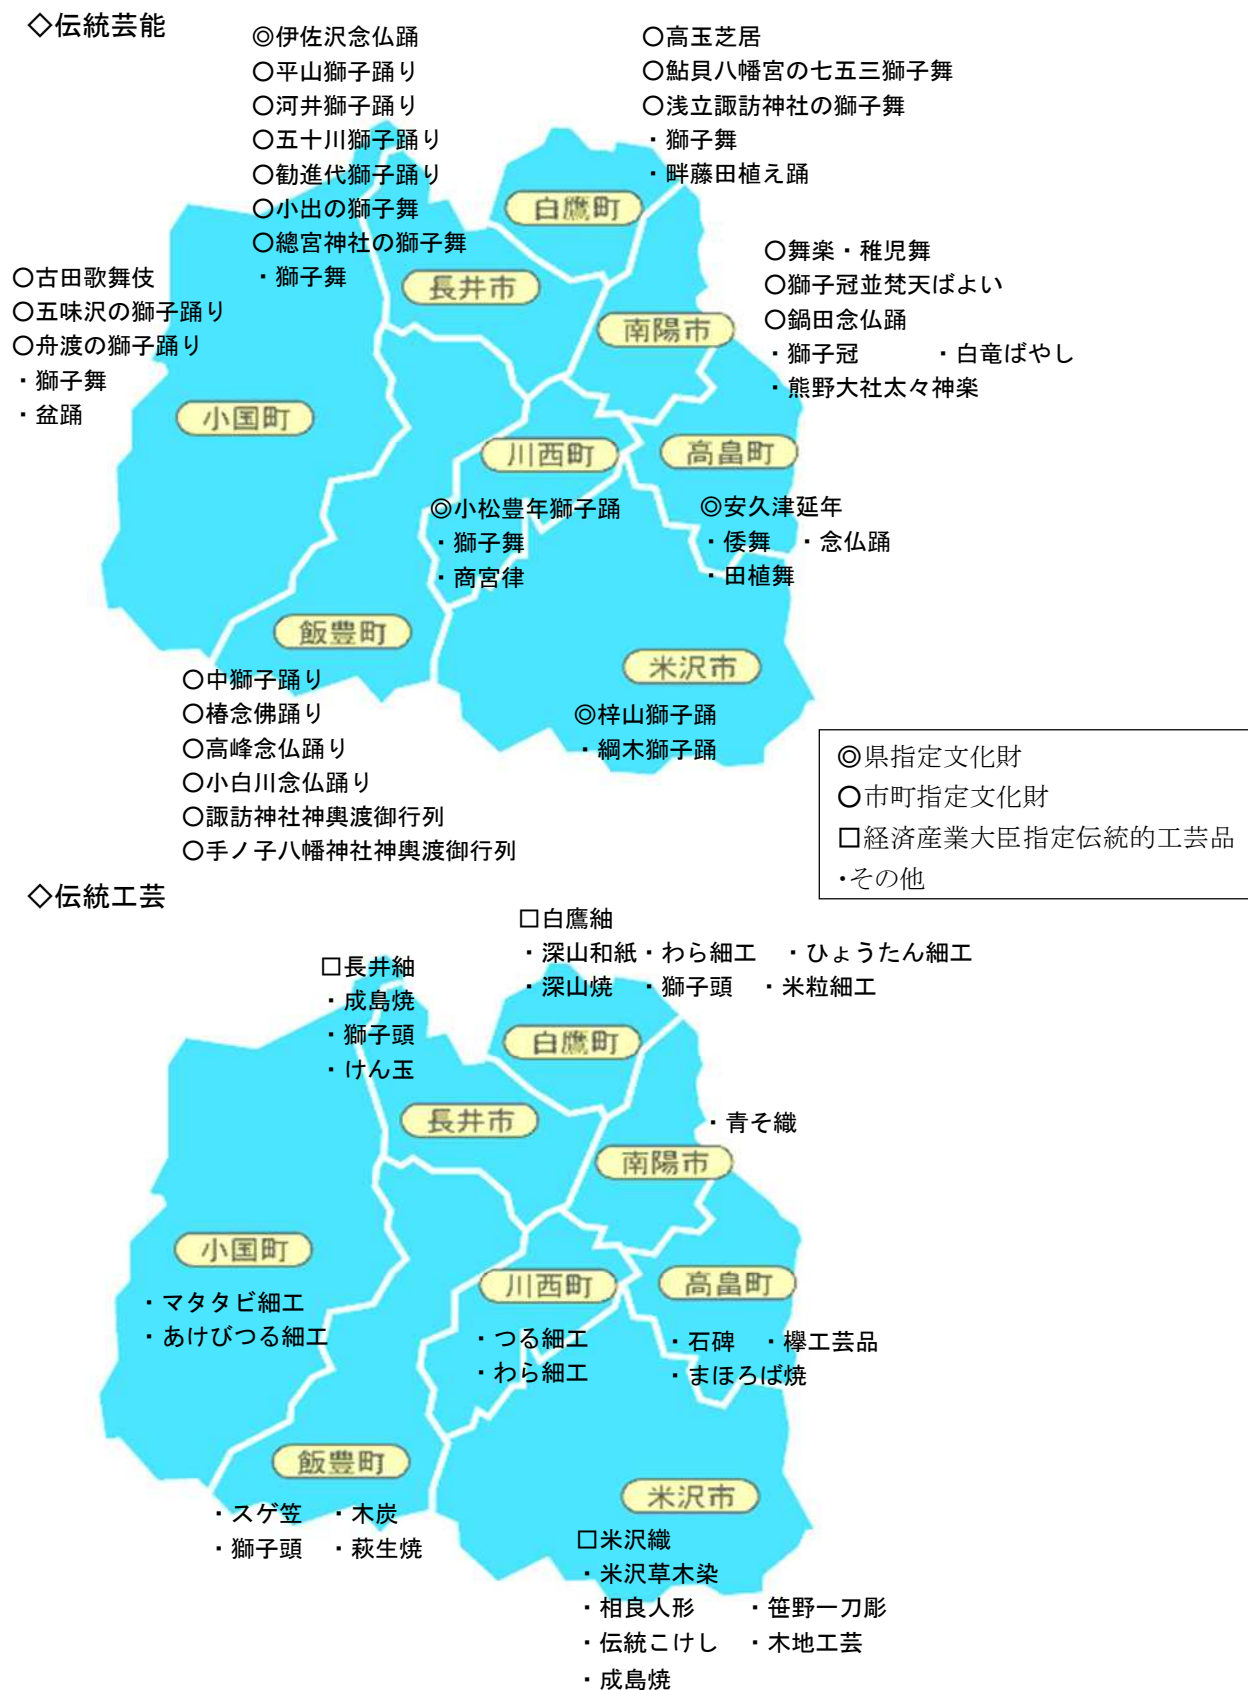 ◇伝統芸能
◎伊佐沢念仏踊
○平山獅子踊り
○河井獅子踊り
○五十川獅子踊り
○勧進代獅子踊り
○小出の獅子舞
○總宮神社の獅子舞
・獅子舞
○高玉芝居
○鮎貝八幡宮の七五三獅子舞
○浅立諏訪神社の獅子舞
・獅子舞
・畔藤田植え踊
白鷹町
長井市
○舞楽・稚児舞
○獅子冠並梵天ばよい
○鍋田念仏踊
・獅子冠 ・白竜ばやし
・熊野大社太々神楽
南陽市
○古田歌舞伎
○五味沢の獅子踊り
○舟渡の獅子踊り
・獅子舞
・盆踊
小国町
川西町
◎小松豊年獅子踊
・獅子舞
・商宮律
高畠町
◎安久津延年
・倭舞 ・念仏踊
・田植舞
飯豊町
○中獅子踊り
○椿念佛踊り
○高峰念仏踊り
○小白川念仏踊り
○諏訪神社神輿渡御行列
○手ノ子八幡神社神輿渡御行列
米沢市
◎梓山獅子踊
・綱木獅子踊
◎県指定文化財
○市町指定文化財
□経済産業大臣指定伝統的工芸品
・その他
◇伝統工芸
□白鷹紬
・深山和紙・わら細工 ・ひょうたん細工
・深山焼 ・獅子頭 ・米粒細工
白鷹町
□長井紬
・成島焼
・獅子頭
・けん玉
長井市
・青そ織
南陽市
小国町
・マタタビ細工
・あけびつる細工
川西町
・つる細工
・わら細工
高畠町
・石碑 ・欅工芸品
・まほろば焼
飯豊町
・スゲ笠 ・木炭
・獅子頭 ・萩生焼
米沢市
□米沢織
・米沢草木染
・相良人形 ・笹野一刀彫
・伝統こけし ・木地工芸
・成島焼